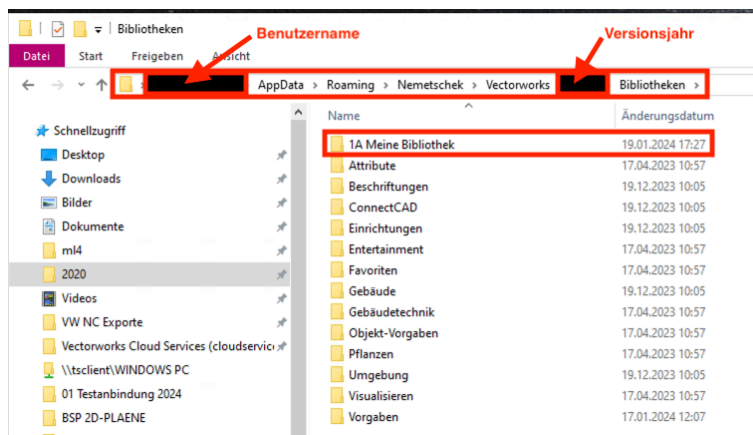 Bibliotheken
Benutzername
Versionsjahr
Datei Start Freigeben Ansicht
AppData > Roaming > Nemetschek > Vectorworks Bibliotheken >
Name Änderungsdatum
Schnellzugriff
Desktop
Downloads
Bilder
Dokumente
ml4
2020
Videos
VW NC Exporte
Vectorworks Cloud Services (cloudservic
\\tsclient\WINDOWS PC
01 Testanbindung 2024
BSP 2D-PLAENE
1A Meine Bibliothek 19.01.2024 17:27
Attribute 17.04.2023 10:57
Beschriftungen 19.12.2023 10:05
ConnectCAD 19.12.2023 10:05
Einrichtungen 19.12.2023 10:05
Entertainment 17.04.2023 10:57
Favoriten 17.04.2023 10:57
Gebäude 19.12.2023 10:05
Gebäudetechnik 17.04.2023 10:57
Objekt-Vorgaben 17.04.2023 10:57
Pflanzen 17.04.2023 10:57
Umgebung 19.12.2023 10:05
Visualisieren 17.04.2023 10:57
Vorgaben 17.01.2024 12:07